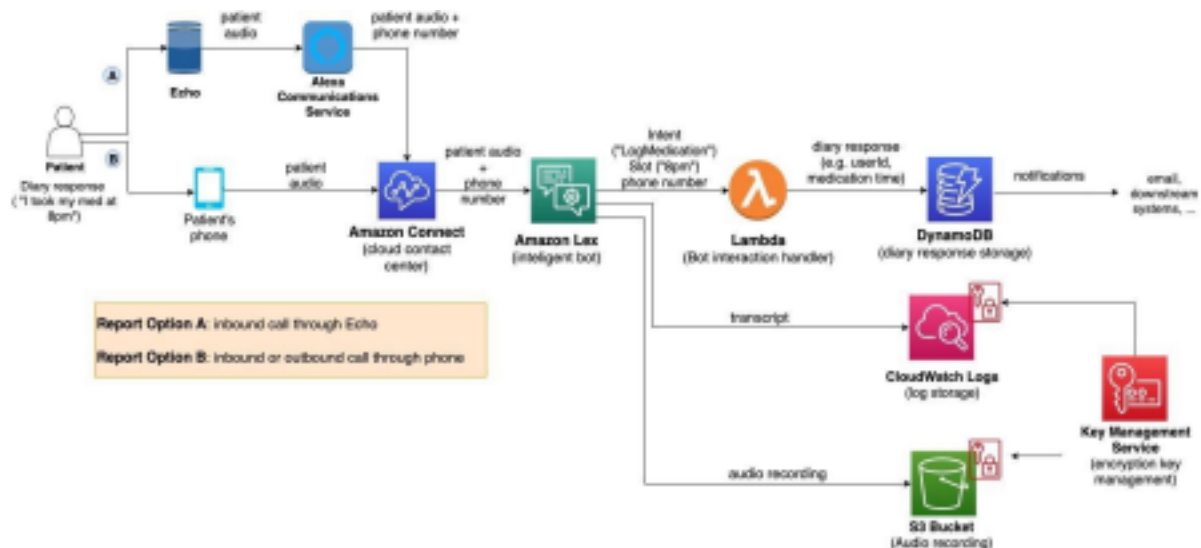 patient
audio
patient audio +
phone number
A
Echo
Alexa
Communications
Service
Patient
B
Diary response
( "I took my med at
8pm")
Patient's
phone
patient
audio
Amazon Connect
(cloud contact
center)
patient audio
+
phone
number
Amazon Lex
(inteligent bot)
Intent
("LogMedication")
Slot ("8pm")
phone number
Lambda
(Bot interaction handler)
diary response
(e.g. userId,
medication time)
DynamoDB
(diary response storage)
notifications
email,
downstream
systems, ...
transcript
CloudWatch Logs
(log storage)
Key Management
Service
(encryption key
management)
audio recording
S3 Bucket
(Audio recording)
Report Option A: inbound call through Echo
Report Option B: inbound or outbound call through phone